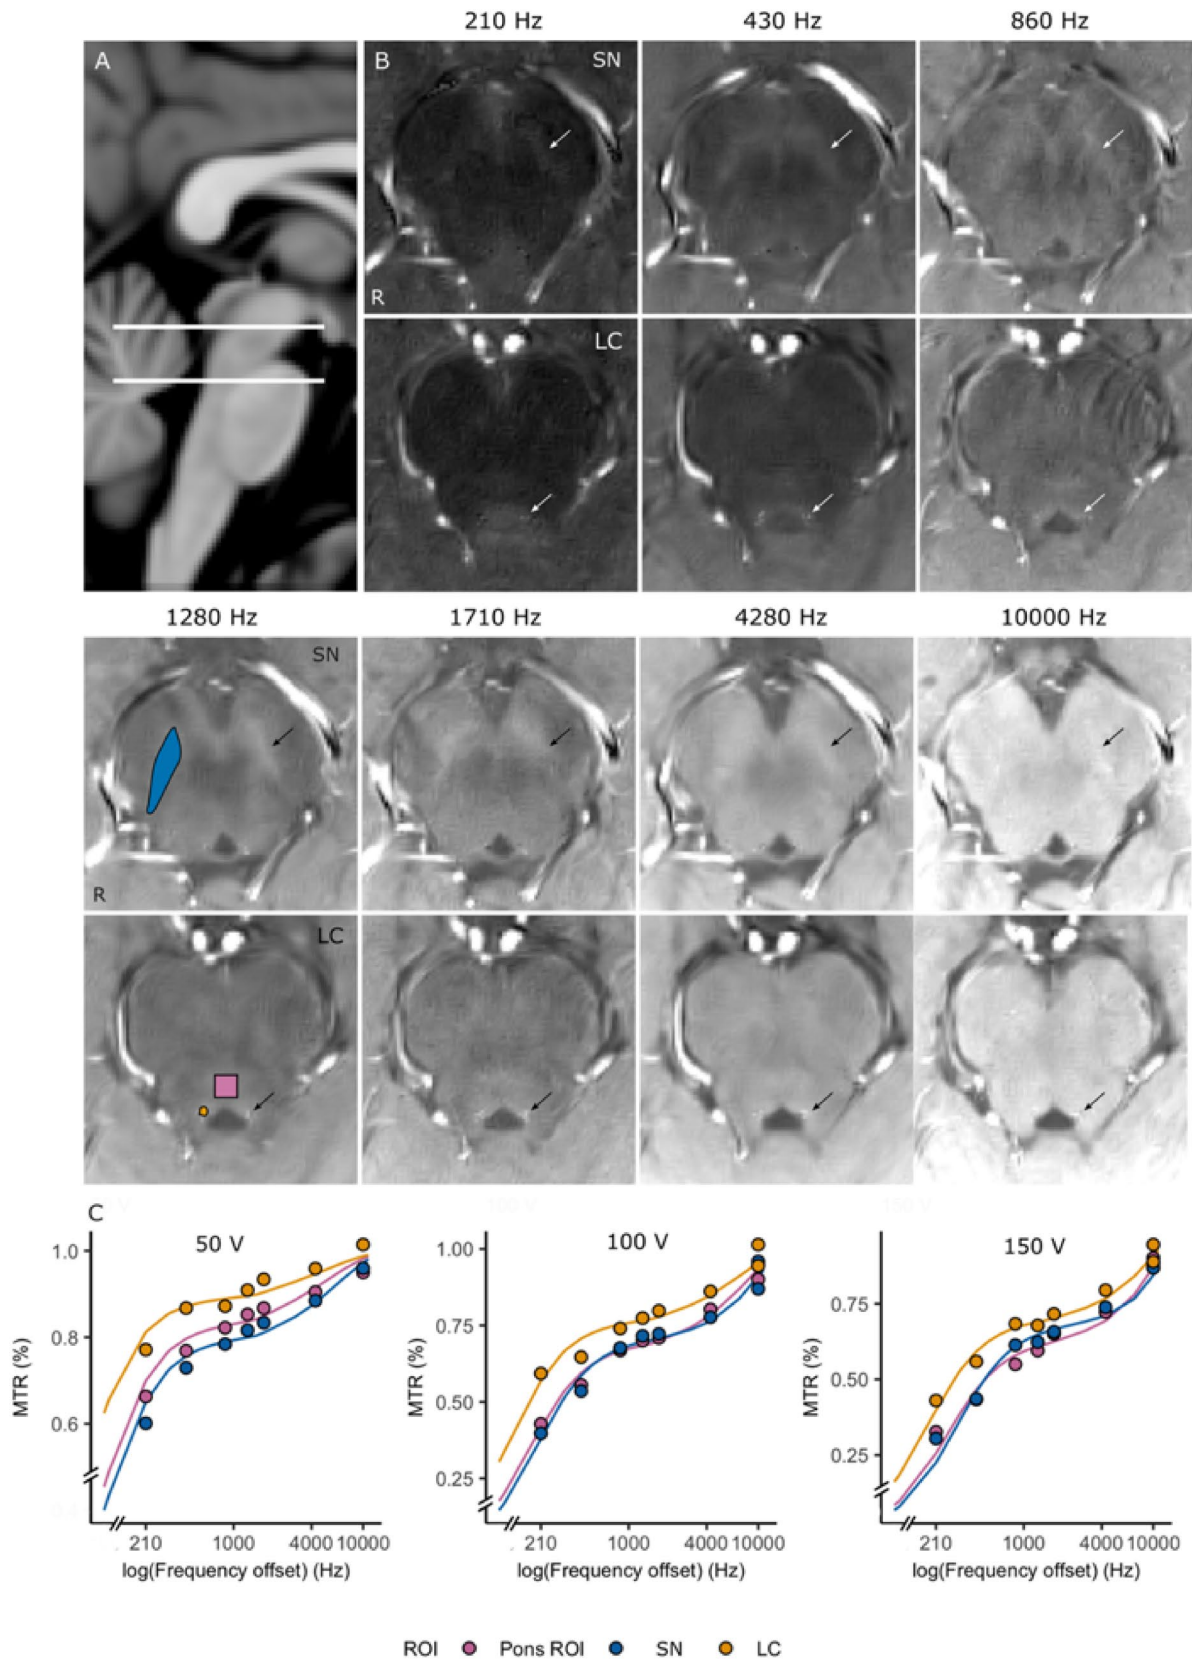 210 Hz 430 Hz 860 Hz
A B SN
R
LC
1280 Hz 1710 Hz 4280 Hz 10000 Hz
SN
R
LC
C
50 V 100 V 150 V
MTR (%) 1.0 0.8 0.6
MTR (%) 1.00 0.75 0.50 0.25
MTR (%) 0.75 0.50 0.25
210 1000 4000 10000 210 1000 4000 10000 210 1000 4000 10000
log(Frequency offset) (Hz) log(Frequency offset) (Hz) log(Frequency offset) (Hz)
ROI Pons ROI SN LC